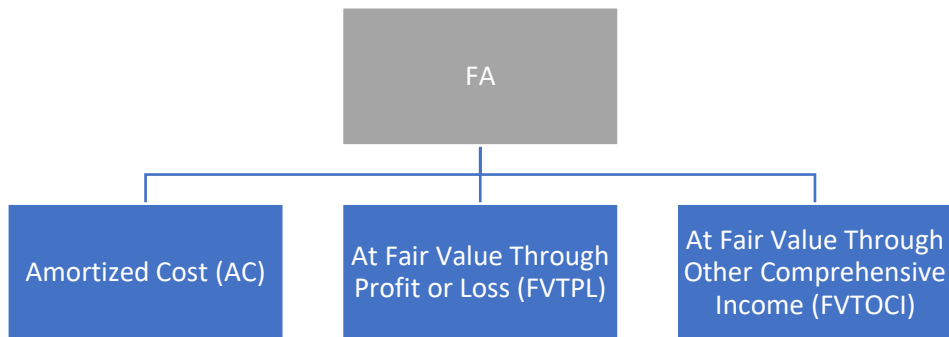 FA
Amortized Cost (AC)
At Fair Value Through
Profit or Loss (FVTPL)
At Fair Value Through
Other Comprehensive
Income (FVTOCI)